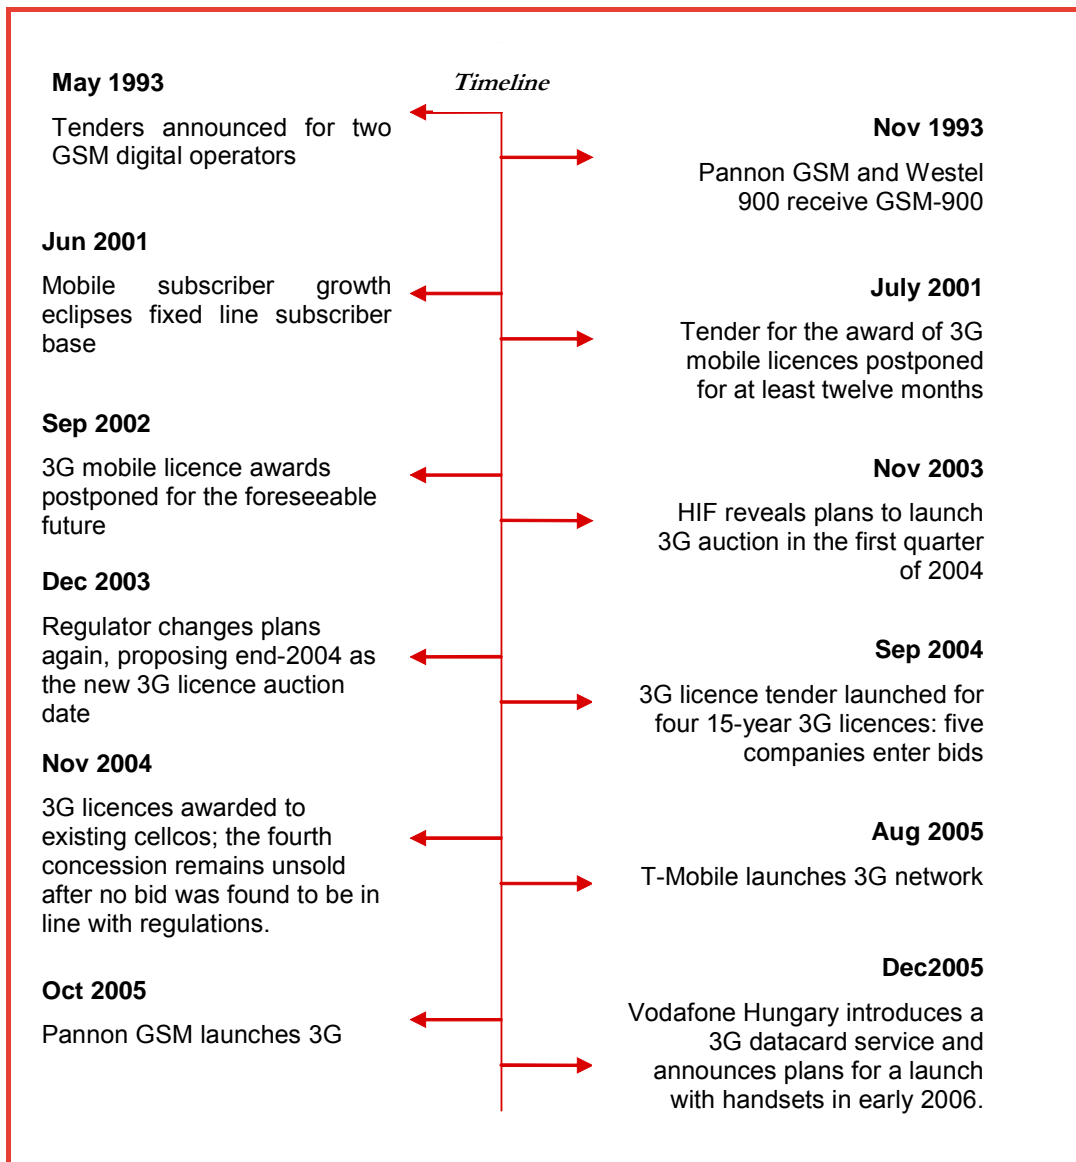 Timeline
May 1993
Tenders announced for two
GSM digital operators
Nov 1993
Pannon GSM and Westel
900 receive GSM-900
Jun 2001
Mobile subscriber growth
eclipses fixed line subscriber
base
July 2001
Tender for the award of 3G
mobile licences postponed
for at least twelve months
Sep 2002
3G mobile licence awards
postponed for the foreseeable
future
Nov 2003
HIF reveals plans to launch
3G auction in the first quarter
of 2004
Dec 2003
Regulator changes plans
again, proposing end-2004 as
the new 3G licence auction
date
Sep 2004
3G licence tender launched for
four 15-year 3G licences: five
companies enter bids
Nov 2004
3G licences awarded to
existing cellcos; the fourth
concession remains unsold
after no bid was found to be in
line with regulations.
Aug 2005
T-Mobile launches 3G network
Oct 2005
Pannon GSM launches 3G
Dec2005
Vodafone Hungary introduces a
3G datacard service and
announces plans for a launch
with handsets in early 2006.